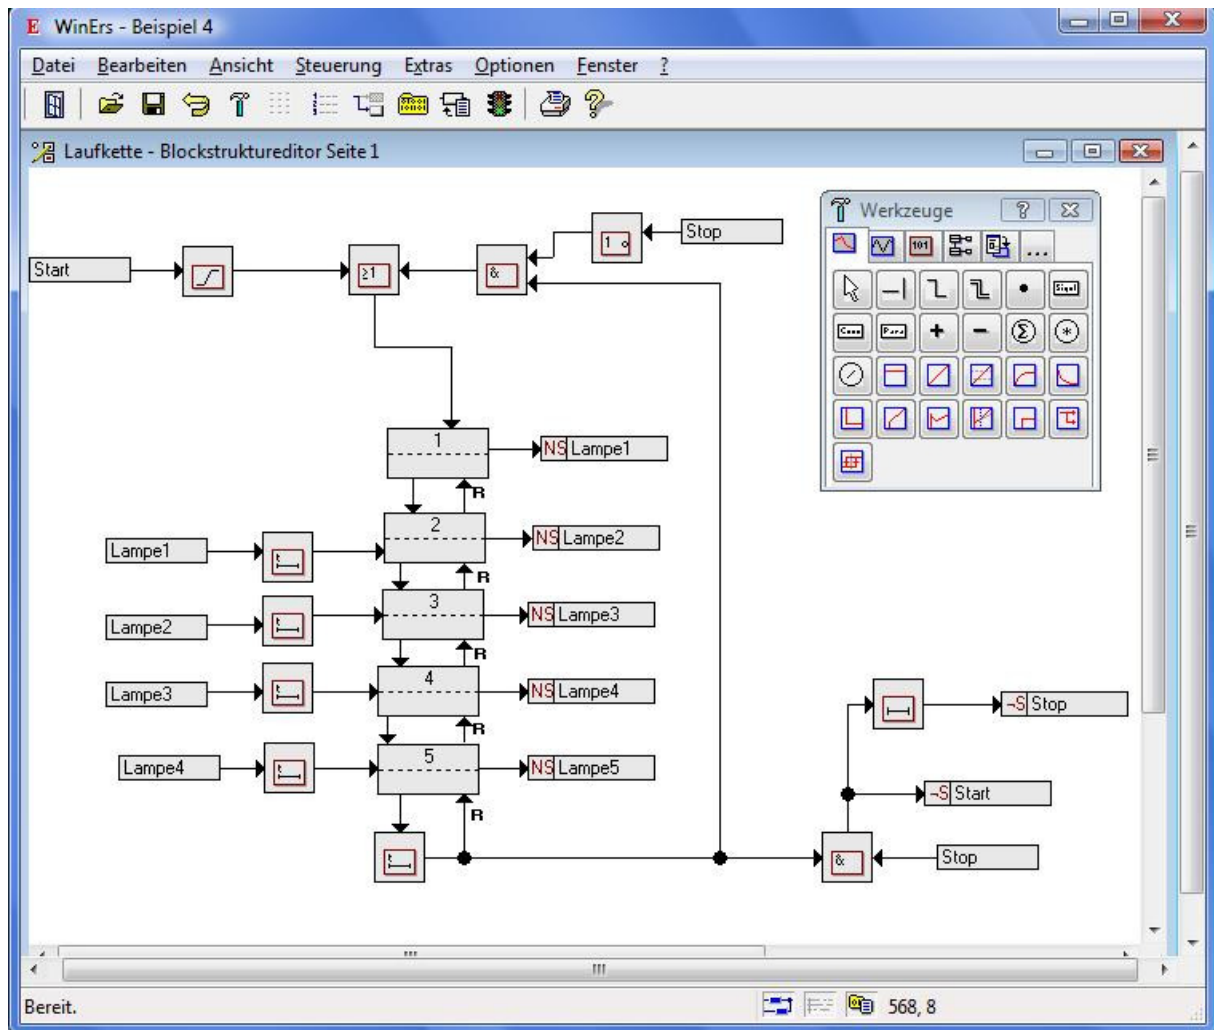 E WinErs - Beispiel 4
Datei Bearbeiten Ansicht Steuerung Extras Optionen Fenster ?
Laufkette - Blockstruktureditor Seite 1
Werkzeuge
101
...
Stop
1
Start
≥1
&
1
NS Lampe1
R
2
Lampe1
NS Lampe2
R
3
Lampe2
NS Lampe3
R
4
Lampe3
NS Lampe4
¬S Stop
R
5
Lampe4
NS Lampe5
¬S Start
R
&
Stop
Bereit.
568, 8